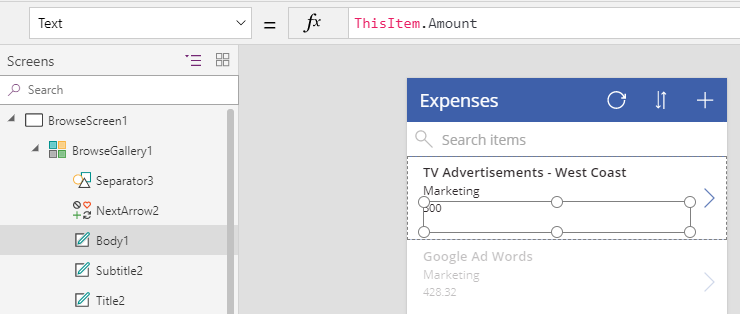 Text
=
fx
ThisItem.Amount
Screens
Search
BrowseScreen1
BrowseGallery1
Separator3
NextArrow2
Body1
Subtitle2
Title2
Expenses
Search items
TV Advertisements - West Coast
Marketing
300
Google Ad Words
Marketing
428.32